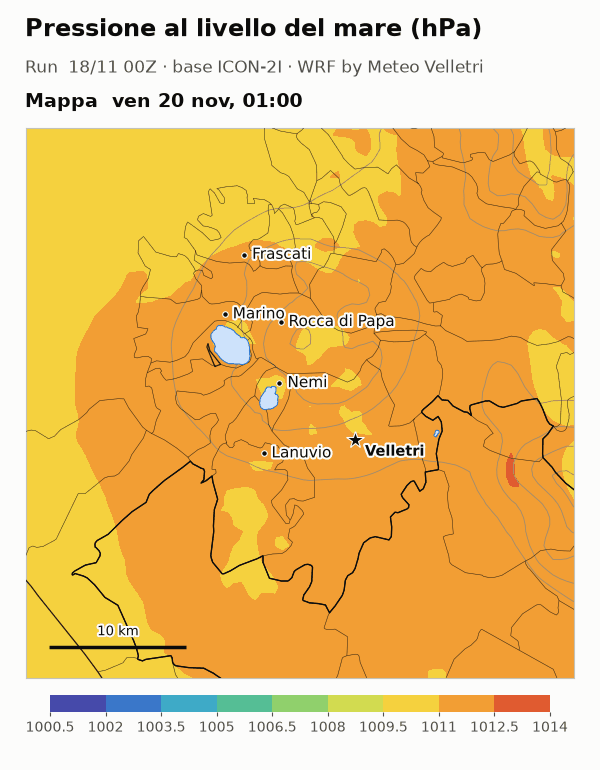 Pressione al livello del mare (hPa)
Run  18/11 00Z · base ICON-2I · WRF by Meteo Velletri
Mappa  ven 20 nov, 01:00
Frascati
Marino
Rocca di Papa
Nemi
Velletri
Lanuvio
10 km
1000.5 1002 1003.5 1005 1006.5 1008 1009.5 1011 1012.5 1014